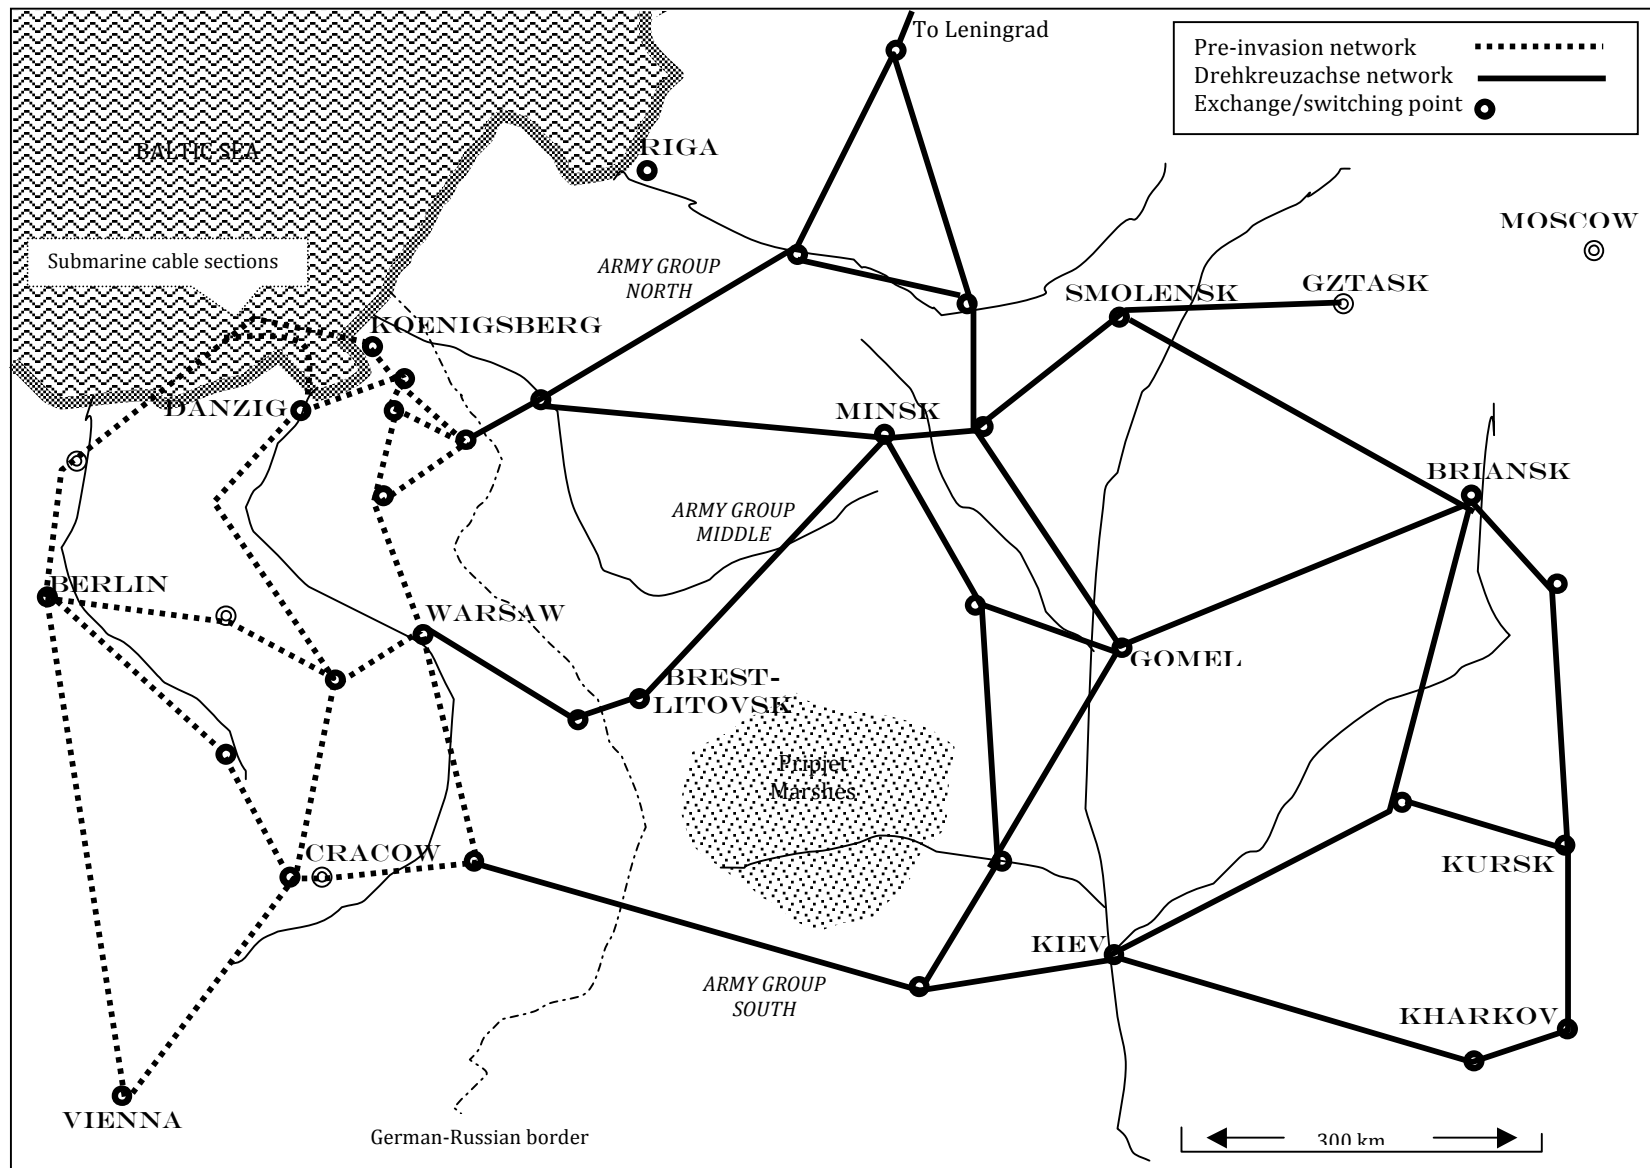 To Leningrad
Pre-invasion network
Drehkreuzachse network
Exchange/switching point
BALTIC SEA
RIGA
MOSCOW
Submarine cable sections
ARMY GROUP
NORTH
SMOLENSK
GZTASK
KOENIGSBERG
DANZIG
MINSK
BRIANSK
ARMY GROUP
MIDDLE
BERLIN
WARSAW
GOMEL
BREST-
LITOVSK
Pripjet
Marshes
CRACOW
KURSK
KIEV
ARMY GROUP
SOUTH
KHARKOV
VIENNA
German-Russian border
300 km